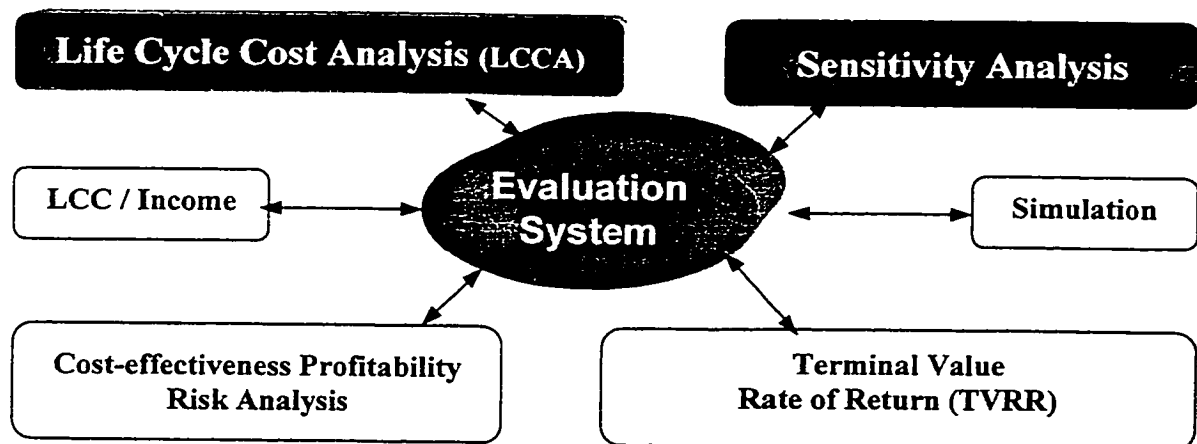 Life Cycle Cost Analysis (LCCA)
Sensitivity Analysis
Evaluation
System
LCC / Income
Simulation
Cost-effectiveness Profitability
Risk Analysis
Terminal Value
Rate of Return (TVRR)